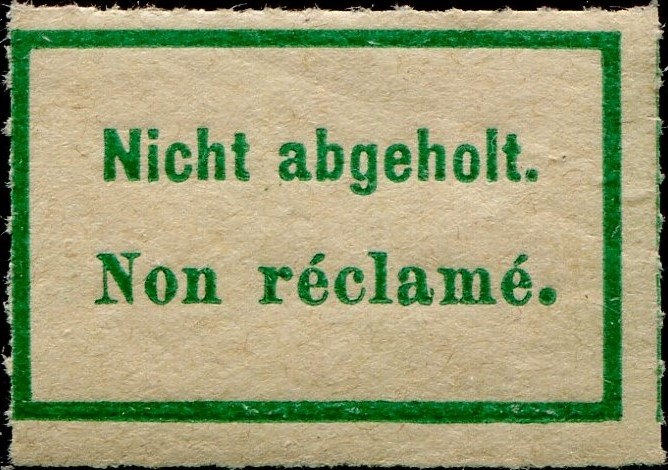 Nicht abgeholt.
Non réclamé.